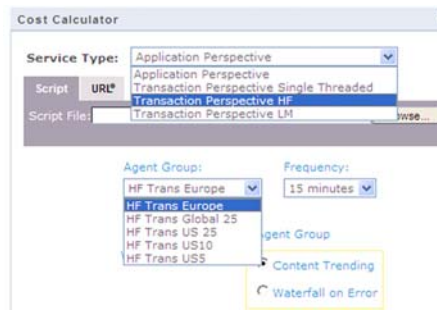 Cost Calculator
Service Type: Application Perspective
Application Perspective
Transaction Perspective Single Threaded
Transaction Perspective HF
Transaction Perspective LM
Script URL*
Script File:
Agent Group: Frequency:
HF Trans Europe 15 minutes
HF Trans Europe
HF Trans Global 25
HF Trans US 25
HF Trans US10
HF Trans US5
Group
Content Trending
Waterfall on Error